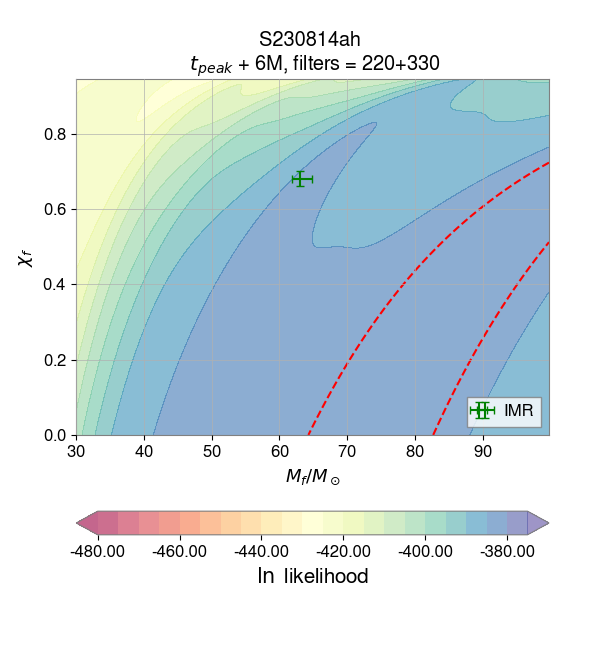 S230814ah
t_peak + 6M, filters = 220+330
χ_f
0.8
0.6
0.4
0.2
0.0
IMR
30 40 50 60 70 80 90
M_f/M_⊙
-480.00 -460.00 -440.00 -420.00 -400.00 -380.00
ln likelihood